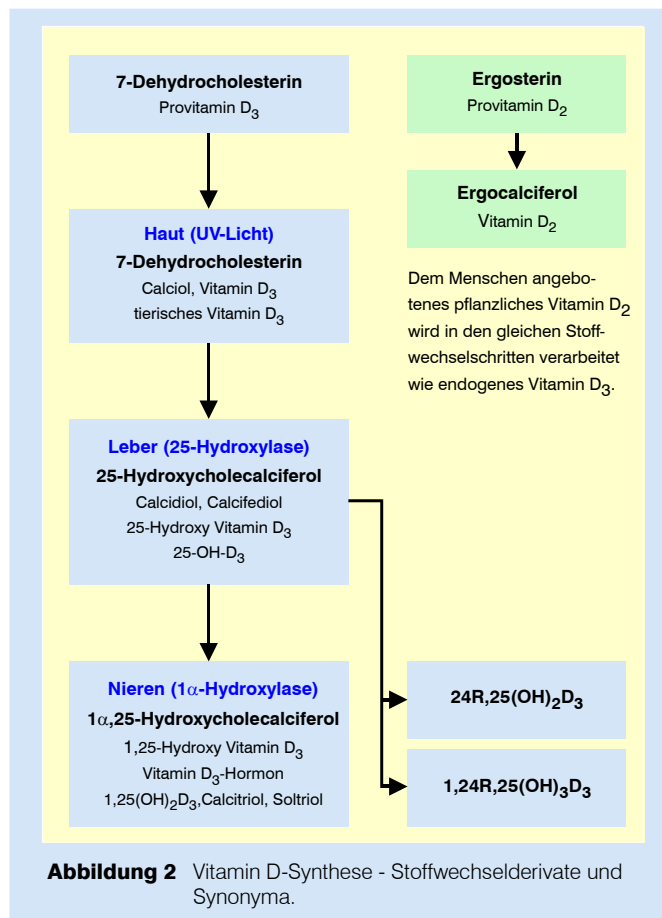 7-Dehydrocholesterin
Provitamin D₃
Haut (UV-Licht)
7-Dehydrocholesterin
Calciol, Vitamin D₃
tierisches Vitamin D₃
Leber (25-Hydroxylase)
25-Hydroxycholecalciferol
Calcidiol, Calcifediol
25-Hydroxy Vitamin D₃
25-OH-D₃
Nieren (1α-Hydroxylase)
1α,25-Hydroxycholecalciferol
1,25-Hydroxy Vitamin D₃
Vitamin D₃-Hormon
1,25(OH)₂D₃,Calcitriol, Soltriol
Ergosterin
Provitamin D₂
Ergocalciferol
Vitamin D₂
Dem Menschen angebo-
tenes pflanzliches Vitamin D₂
wird in den gleichen Stoff-
wechselschritten verarbeitet
wie endogenes Vitamin D₃.
24R,25(OH)₂D₃
1,24R,25(OH)₃D₃
Abbildung 2 Vitamin D-Synthese - Stoffwechselderivate und
Synonyma.